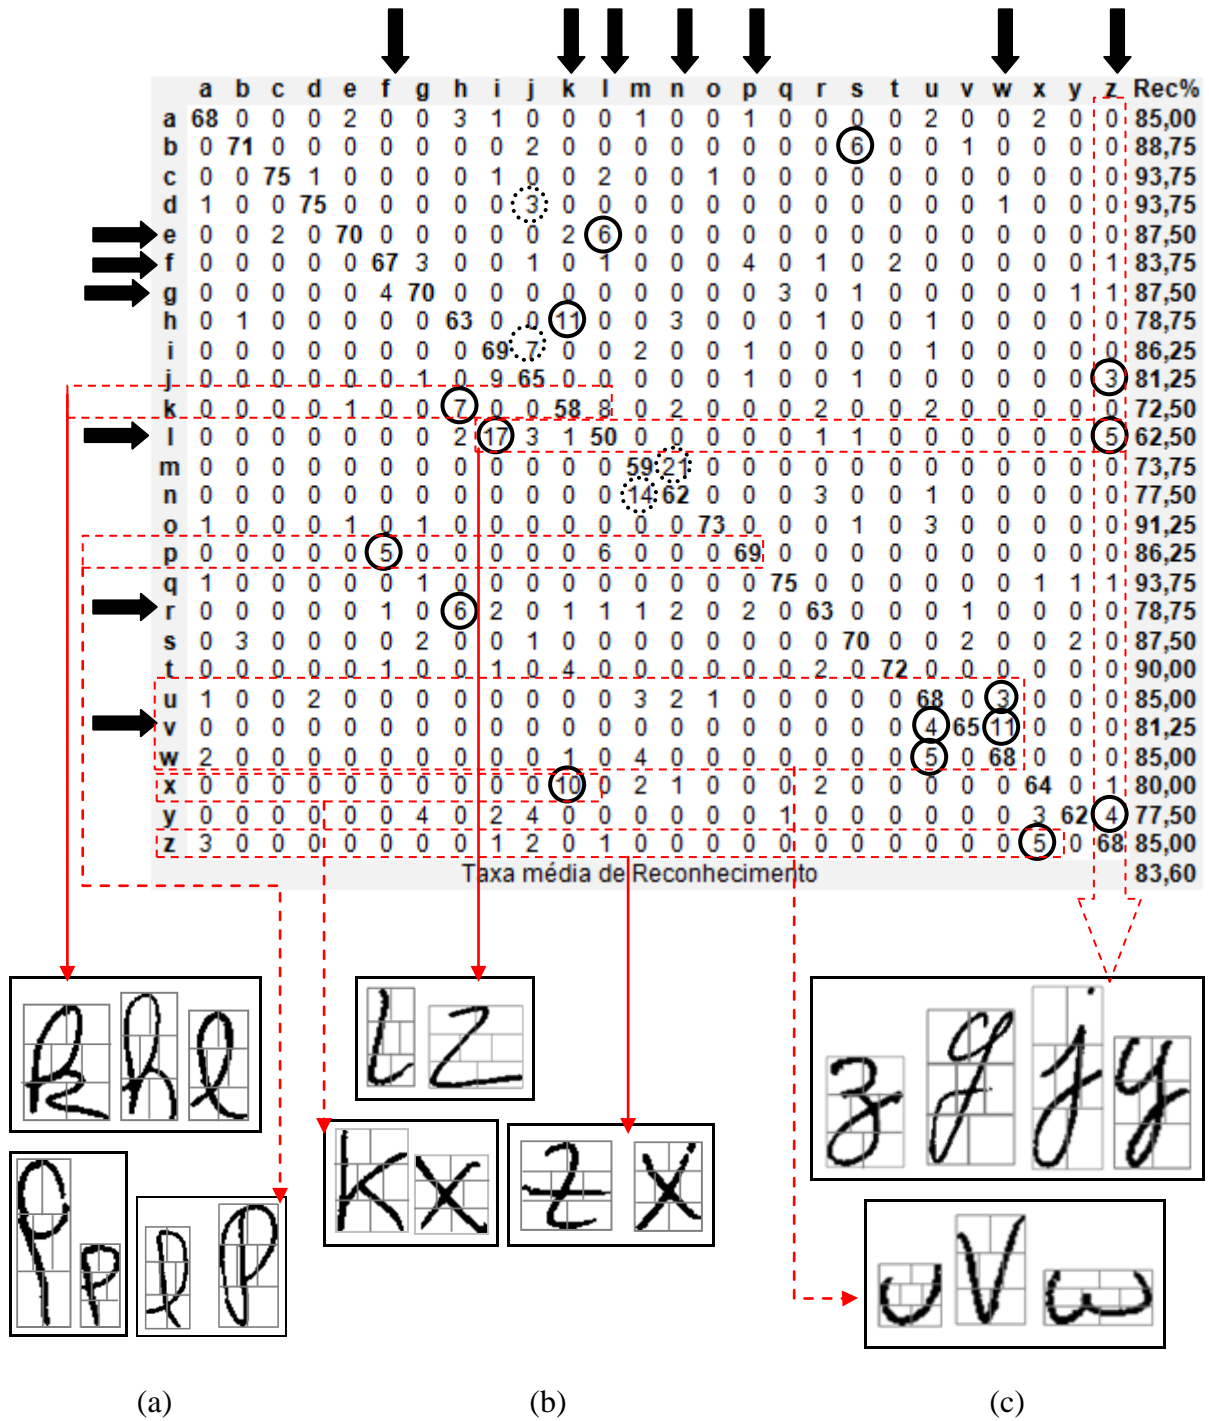 a b c d e f g h i j k l m n o p q r s t u v w x y z Rec%
a 68 0 0 0 2 0 0 3 1 0 0 0 1 0 0 1 0 0 0 0 2 0 0 2 0 0 85,00
b 0 71 0 0 0 0 0 0 0 2 0 0 0 0 0 0 0 0 6 0 0 1 0 0 0 0 88,75
c 0 0 75 1 0 0 0 0 1 0 0 2 0 0 1 0 0 0 0 0 0 0 0 0 0 0 93,75
d 1 0 0 75 0 0 0 0 0 3 0 0 0 0 0 0 0 0 0 0 0 0 1 0 0 0 93,75
e 0 0 2 0 70 0 0 0 0 0 2 6 0 0 0 0 0 0 0 0 0 0 0 0 0 0 87,50
f 0 0 0 0 0 67 3 0 0 1 0 1 0 0 0 4 0 1 0 2 0 0 0 0 0 1 83,75
g 0 0 0 0 0 4 70 0 0 0 0 0 0 0 0 0 3 0 1 0 0 0 0 0 1 1 87,50
h 0 1 0 0 0 0 0 63 0 0 11 0 0 3 0 0 0 1 0 0 1 0 0 0 0 0 78,75
i 0 0 0 0 0 0 0 0 69 7 0 0 2 0 0 1 0 0 0 0 1 0 0 0 0 0 86,25
j 0 0 0 0 0 0 1 0 9 65 0 0 0 0 0 1 0 0 1 0 0 0 0 0 0 3 81,25
k 0 0 0 0 1 0 0 7 0 0 58 8 0 2 0 0 0 2 0 0 2 0 0 0 0 0 72,50
l 0 0 0 0 0 0 0 2 17 3 1 50 0 0 0 0 0 1 1 0 0 0 0 0 0 5 62,50
m 0 0 0 0 0 0 0 0 0 0 0 0 59 21 0 0 0 0 0 0 0 0 0 0 0 0 73,75
n 0 0 0 0 0 0 0 0 0 0 0 0 14 62 0 0 0 3 0 0 1 0 0 0 0 0 77,50
o 1 0 0 0 1 0 1 0 0 0 0 0 0 0 73 0 0 0 1 0 3 0 0 0 0 0 91,25
p 0 0 0 0 0 5 0 0 0 0 0 6 0 0 0 69 0 0 0 0 0 0 0 0 0 0 86,25
q 1 0 0 0 0 0 1 0 0 0 0 0 0 0 0 0 75 0 0 0 0 0 0 1 1 1 93,75
r 0 0 0 0 0 1 0 6 2 0 1 1 1 2 0 2 0 63 0 0 0 1 0 0 0 0 78,75
s 0 3 0 0 0 0 2 0 0 1 0 0 0 0 0 0 0 0 70 0 0 2 0 0 2 0 87,50
t 0 0 0 0 0 1 0 0 1 0 4 0 0 0 0 0 0 2 0 72 0 0 0 0 0 0 90,00
u 1 0 0 2 0 0 0 0 0 0 0 0 3 2 1 0 0 0 0 0 68 0 3 0 0 0 85,00
v 0 0 0 0 0 0 0 0 0 0 0 0 0 0 0 0 0 0 0 0 4 65 11 0 0 0 81,25
w 2 0 0 0 0 0 0 0 0 0 1 0 4 0 0 0 0 0 0 0 5 0 68 0 0 0 85,00
x 0 0 0 0 0 0 0 0 0 0 10 0 2 1 0 0 0 2 0 0 0 0 0 64 0 1 80,00
y 0 0 0 0 0 0 4 0 2 4 0 0 0 0 0 0 1 0 0 0 0 0 0 3 62 4 77,50
z 3 0 0 0 0 0 0 0 1 2 0 1 0 0 0 0 0 0 0 0 0 0 0 5 0 68 85,00
Taxa média de Reconhecimento 83,60
k h l
l z
z g j y
p p
l p
k x
z x
u v w
(a) (b) (c)